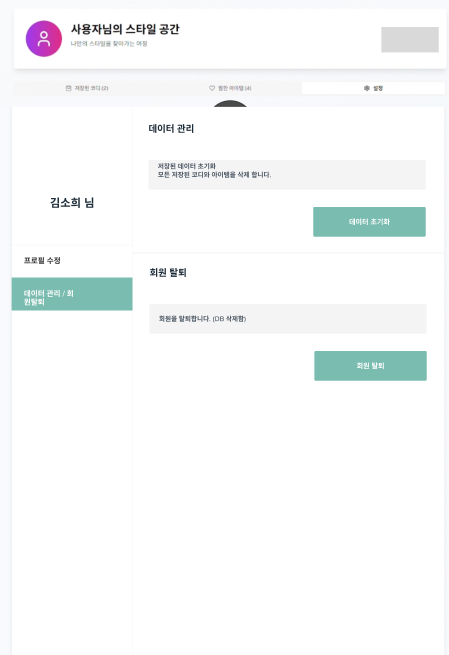 사용자님의 스타일 공간
나만의 스타일을 찾아가는 여정
저장된 코디 (2)
찜한 아이템 (4)
설정
김소희 님
프로필 수정
데이터 관리 / 회
원탈퇴
데이터 관리
저장된 데이터 초기화
모든 저장된 코디와 아이템을 삭제 합니다.
데이터 초기화
회원 탈퇴
회원을 탈퇴합니다. (DB 삭제함)
회원 탈퇴